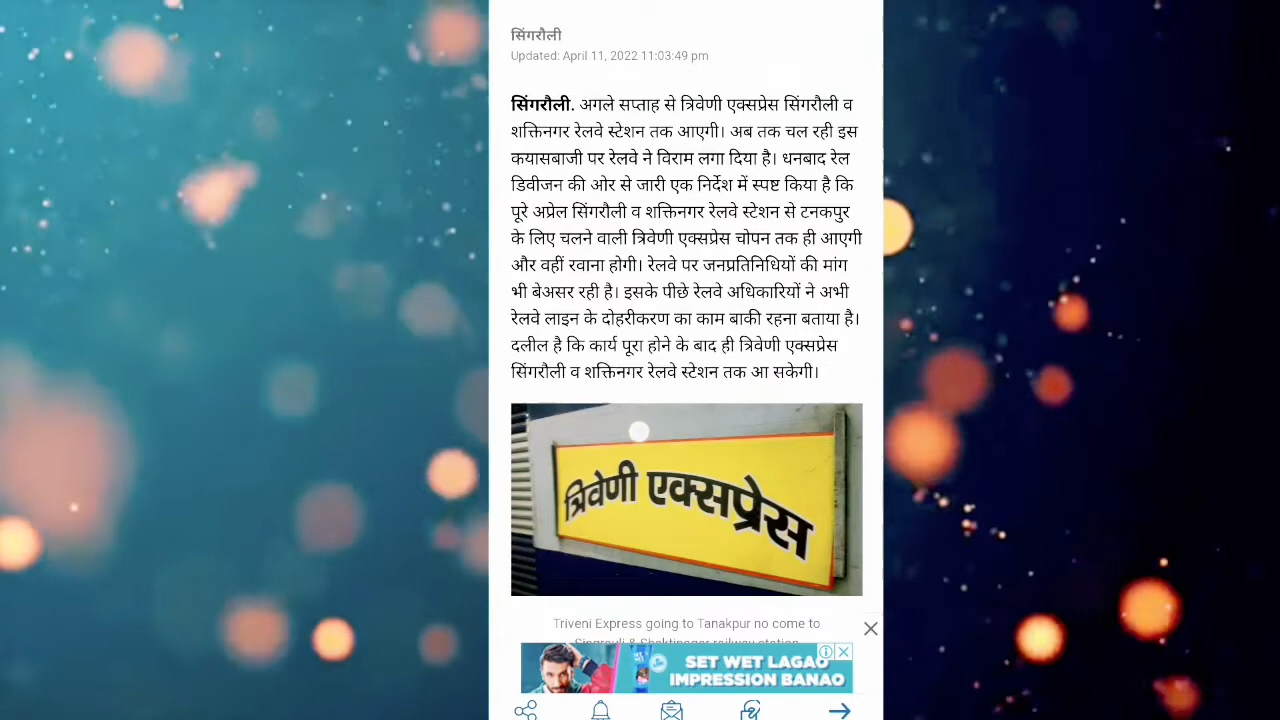 सिंगरौली
Updated: April 11, 2022 11:03:49 pm
सिंगरौली. अगले सप्ताह से त्रिवेणी एक्सप्रेस सिंगरौली व
शक्तिनगर रेलवे स्टेशन तक आएगी। अब तक चल रही इस
कयासबाजी पर रेलवे ने विराम लगा दिया है। धनबाद रेल
डिवीजन की ओर से जारी एक निर्देश में स्पष्ट किया है कि
पूरे अप्रेल सिंगरौली व शक्तिनगर रेलवे स्टेशन से टनकपुर
के लिए चलने वाली त्रिवेणी एक्सप्रेस चोपन तक ही आएगी
और वहीं रवाना होगी। रेलवे पर जनप्रतिनिधियों की मांग
भी बेअसर रही है। इसके पीछे रेलवे अधिकारियों ने अभी
रेलवे लाइन के दोहरीकरण का काम बाकी रहना बताया है।
दलील है कि कार्य पूरा होने के बाद ही त्रिवेणी एक्सप्रेस
सिंगरौली व शक्तिनगर रेलवे स्टेशन तक आ सकेगी।
त्रिवेणी एक्सप्रेस
Triveni Express going to Tanakpur no come to
Singrauli & Shaktinagar railway station
SET WET LAGAO
IMPRESSION BANAO